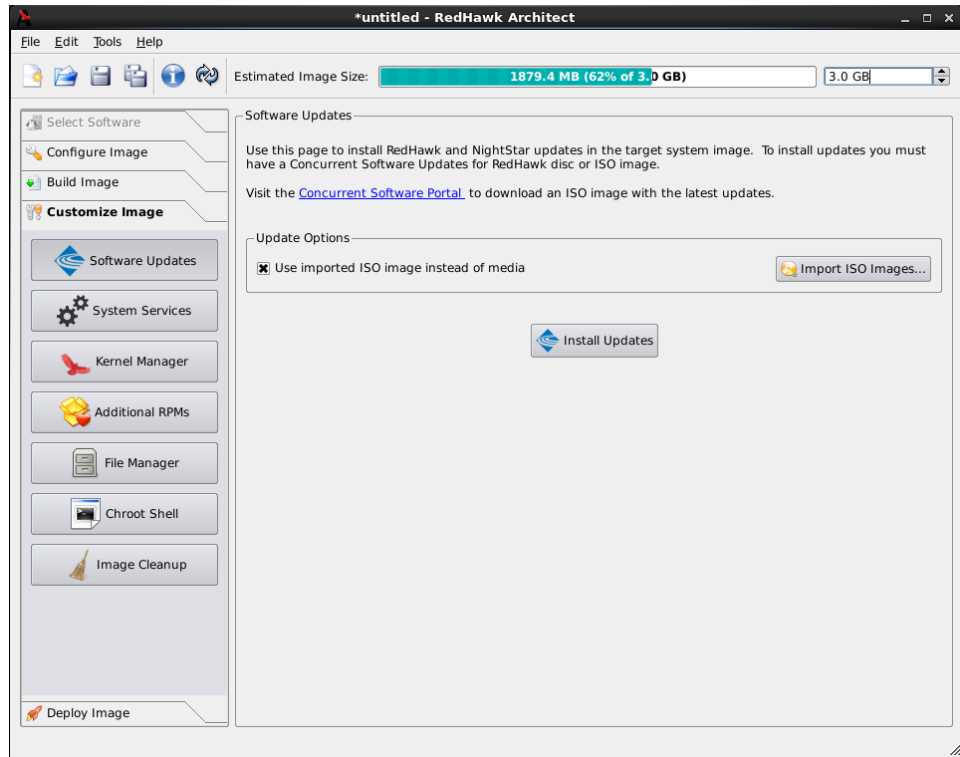 *untitled - RedHawk Architect
File Edit Tools Help
Estimated Image Size: 1879.4 MB (62% of 3.0 GB) 3.0 GB
Select Software
Configure Image
Build Image
Customize Image
Software Updates
System Services
Kernel Manager
Additional RPMs
File Manager
Chroot Shell
Image Cleanup
Deploy Image
Software Updates
Use this page to install RedHawk and NightStar updates in the target system image. To install updates you must
have a Concurrent Software Updates for RedHawk disc or ISO image.
Visit the Concurrent Software Portal to download an ISO image with the latest updates.
Update Options
Use imported ISO image instead of media
Import ISO Images...
Install Updates